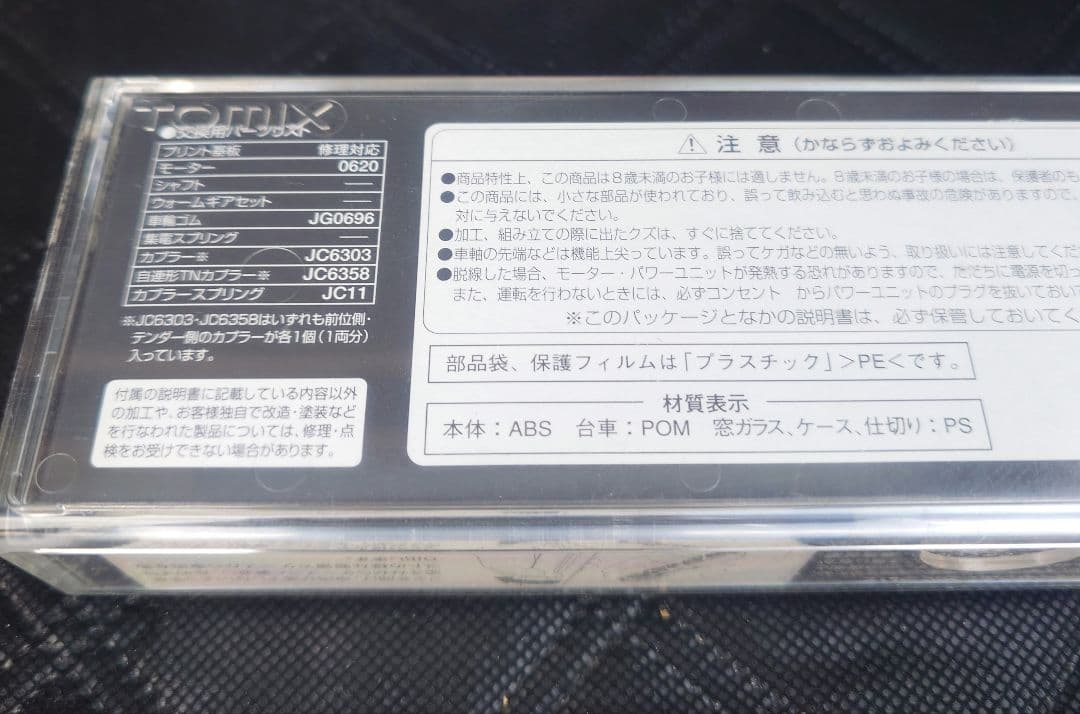 TOMIX
●交換用パーツリスト
プリント基板 修理対応
モーター 0620
シャフト —
ウォームギアセット —
車輪ゴム JG0696
集電スプリング —
カプラー※ JC6303
自連形TNカプラー※ JC6358
カプラースプリング JC11
※JC6303・JC6358はいずれも前位側・
テンダー側のカプラーが各1個(1両分)
入っています。
付属の説明書に記載している内容以外
の加工や、お客様独自で改造・塗装など
を行なわれた製品については、修理・点
検をお受けできない場合があります。
注意(かならずおよみください)
●商品特性上、この商品は8歳未満のお子様には適しません。8歳未満のお子様の場合は、保護者のも
●この商品には、小さな部品が使われており、誤って飲み込むと思わぬ事故の危険がありますので、
対に与えないでください。
●加工、組み立ての際に出たクズは、すぐに捨ててください。
●車軸の先端などは機能上尖っています。誤ってケガなどの無いよう、取り扱いには注意してくだ
●脱線した場合、モーター・パワーユニットが発熱する恐れがありますので、ただちに電源を切っ
また、運転を行わないときには、必ずコンセント からパワーユニットのプラグを抜いておいて
※このパッケージとなかの説明書は、必ず保管しておいてく
部品袋、保護フィルムは「プラスチック」>PE<です。
材質表示
本体：ABS 台車：POM 窓ガラス、ケース、仕切り：PS